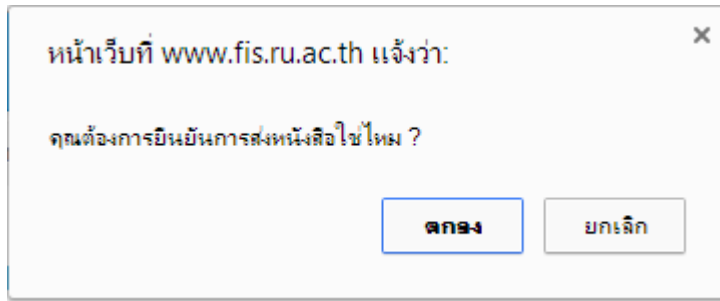 หน้าเว็บที่ www.fis.ru.ac.th แจ้งว่า:
คุณต้องการยืนยันการส่งหนังสือใช่ไหม ?
ตกลง ยกเลิก